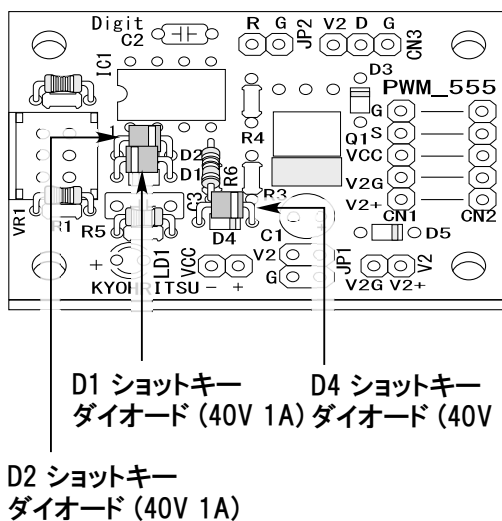 Digit
C2
R G
JP2
V2 D G
CN3
IC1
D3
PWM_555
R4
Q1
G
S
VCC
V2G
V2+
CN1
CN2
D2
D1
R6
R3
C3
D4
C1
VR1
R1
R5
LD1
+
KYOHRITSU
VCC
- +
V2
G
JP1
D5
V2
V2G V2+
D1 ショットキー
ダイオード (40V 1A)
D4 ショットキー
ダイオード (40V
D2 ショットキー
ダイオード (40V 1A)